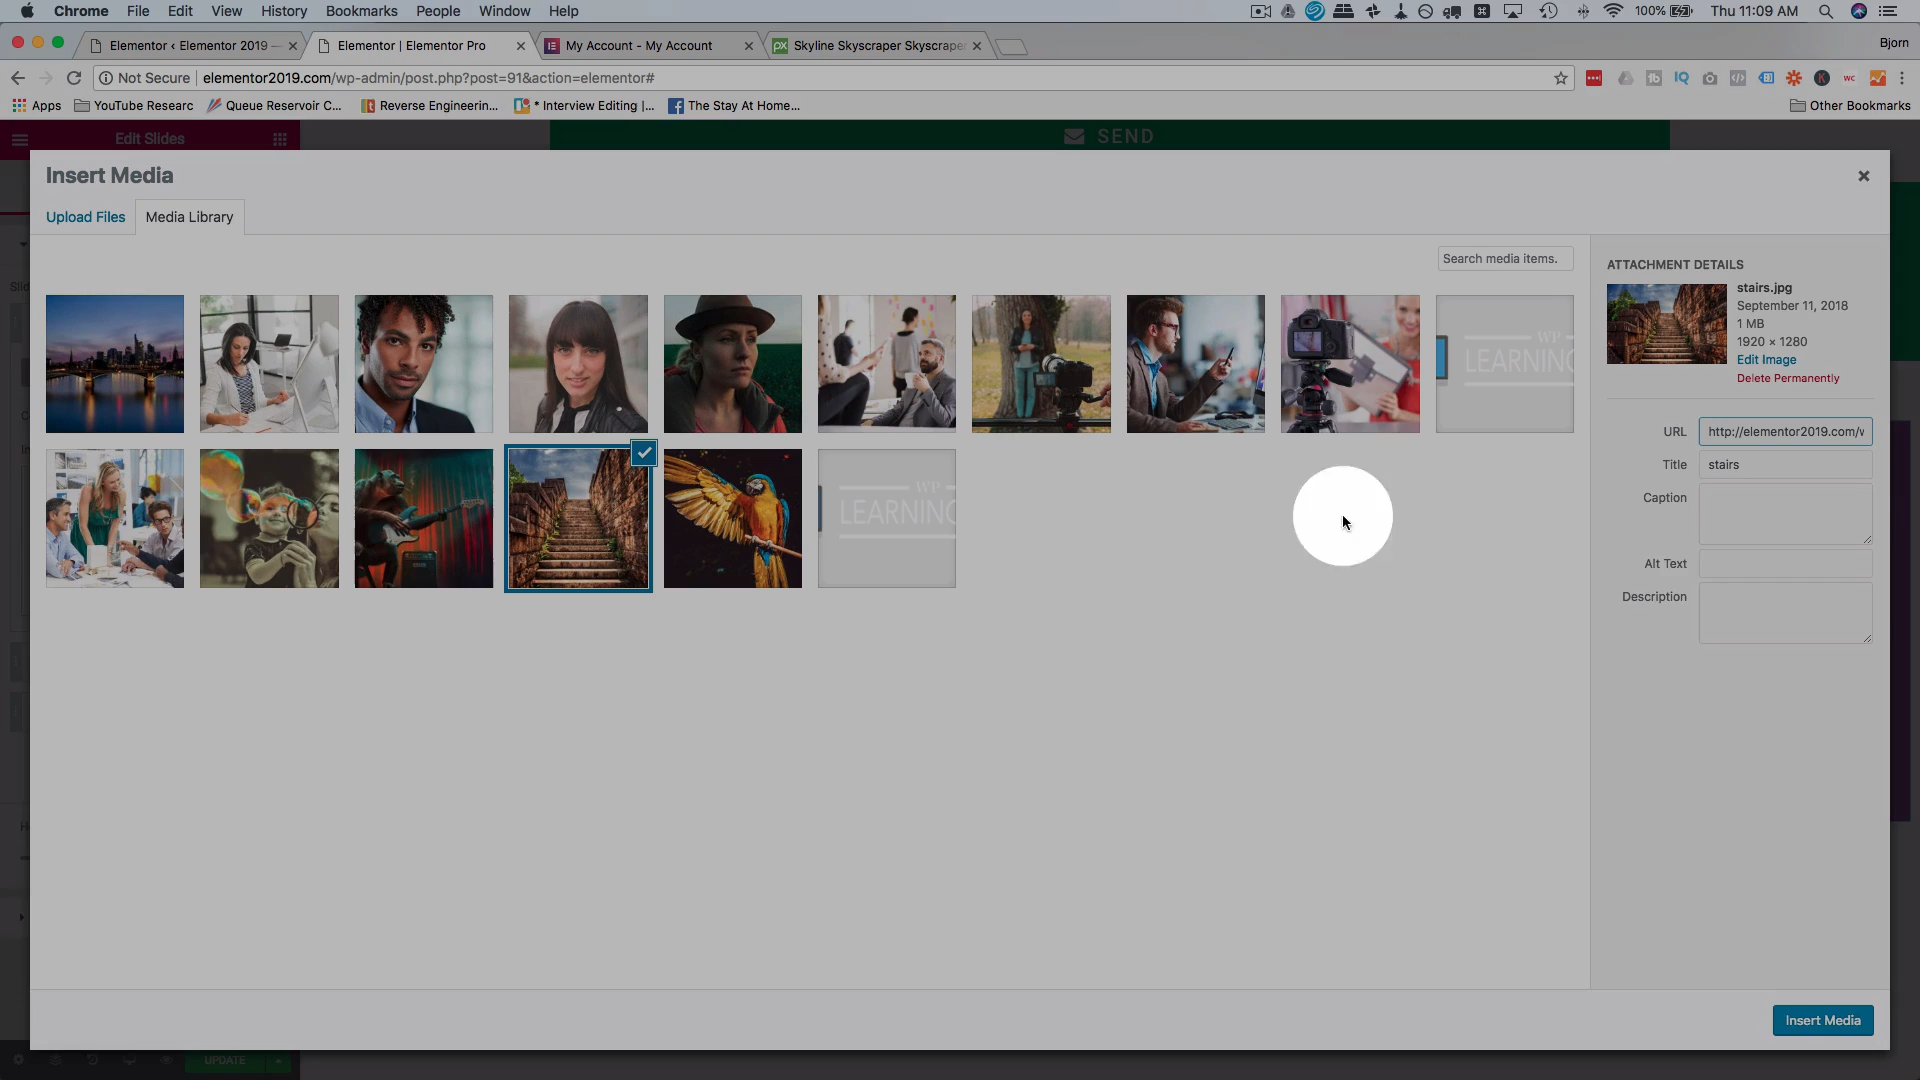 Chrome File Edit View History Bookmarks People Window Help 100% Thu 11:09 AM
Elementor ‹ Elementor 2019 — Elementor | Elementor Pro My Account - My Account Skyline Skyscraper Skyscraper Bjorn
Not Secure elementor2019.com/wp-admin/post.php?post=91&action=elementor#
Apps YouTube Researc Queue Reservoir C... Reverse Engineerin... * Interview Editing |... The Stay At Home... Other Bookmarks
Edit Slides SEND
Insert Media
Upload Files Media Library
Search media items.
ATTACHMENT DETAILS
stairs.jpg
September 11, 2018
1 MB
1920 × 1280
Edit Image
Delete Permanently
WP
LEARNING
URL http://elementor2019.com/
Title stairs
Caption
WP
LEARNING
Alt Text
Description
Insert Media
UPDATE